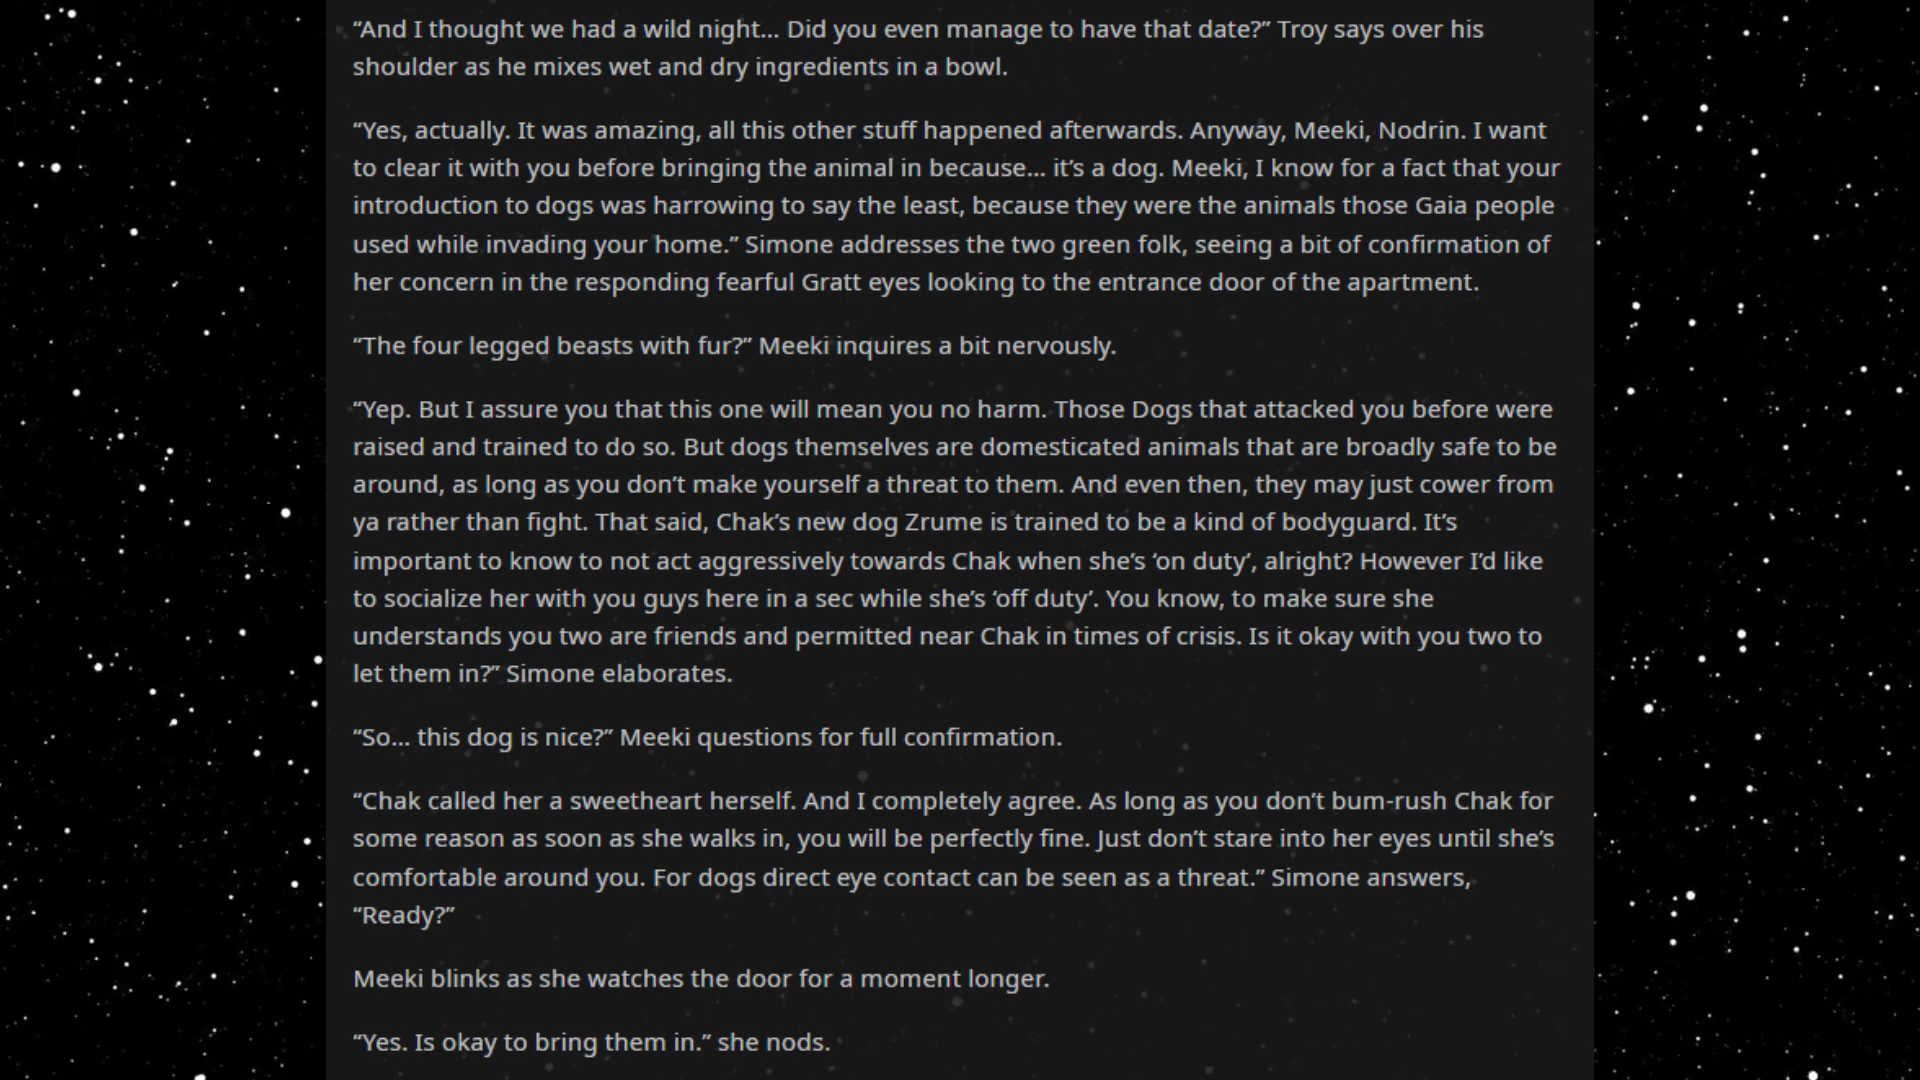 “And I thought we had a wild night… Did you even manage to have that date?” Troy says over his
shoulder as he mixes wet and dry ingredients in a bowl.
“Yes, actually. It was amazing, all this other stuff happened afterwards. Anyway, Meeki, Nodrin. I want
to clear it with you before bringing the animal in because… it’s a dog. Meeki, I know for a fact that your
introduction to dogs was harrowing to say the least, because they were the animals those Gaia people
used while invading your home.” Simone addresses the two green folk, seeing a bit of confirmation of
her concern in the responding fearful Gratt eyes looking to the entrance door of the apartment.
“The four legged beasts with fur?” Meeki inquires a bit nervously.
“Yep. But I assure you that this one will mean you no harm. Those Dogs that attacked you before were
raised and trained to do so. But dogs themselves are domesticated animals that are broadly safe to be
around, as long as you don’t make yourself a threat to them. And even then, they may just cower from
ya rather than fight. That said, Chak’s new dog Zrume is trained to be a kind of bodyguard. It’s
important to know to not act aggressively towards Chak when she’s ‘on duty’, alright? However I’d like
to socialize her with you guys here in a sec while she’s ‘off duty’. You know, to make sure she
understands you two are friends and permitted near Chak in times of crisis. Is it okay with you two to
let them in?” Simone elaborates.
“So… this dog is nice?” Meeki questions for full confirmation.
“Chak called her a sweetheart herself. And I completely agree. As long as you don’t bum-rush Chak for
some reason as soon as she walks in, you will be perfectly fine. Just don’t stare into her eyes until she’s
comfortable around you. For dogs direct eye contact can be seen as a threat.” Simone answers,
“Ready?”
Meeki blinks as she watches the door for a moment longer.
“Yes. Is okay to bring them in.” she nods.